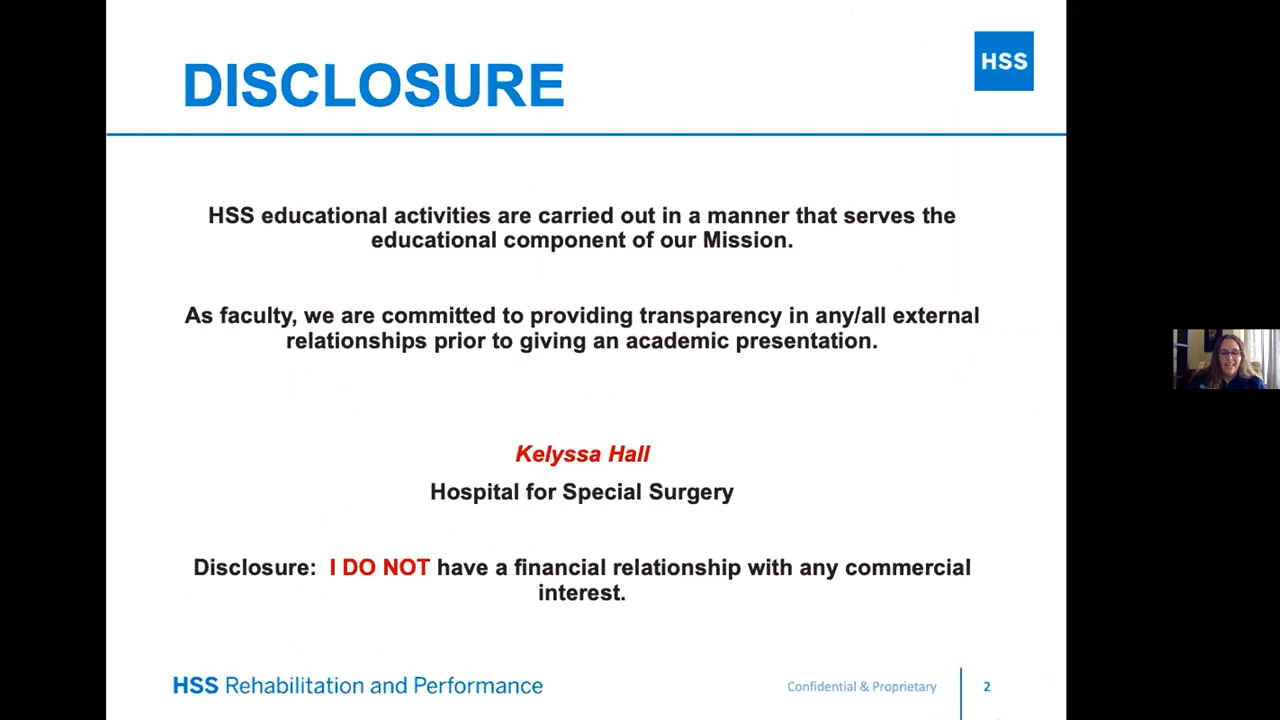 DISCLOSURE
HSS
HSS educational activities are carried out in a manner that serves the
educational component of our Mission.
As faculty, we are committed to providing transparency in any/all external
relationships prior to giving an academic presentation.
Kelyssa Hall
Hospital for Special Surgery
Disclosure: I DO NOT have a financial relationship with any commercial
interest.
HSS Rehabilitation and Performance
Confidential & Proprietary
2